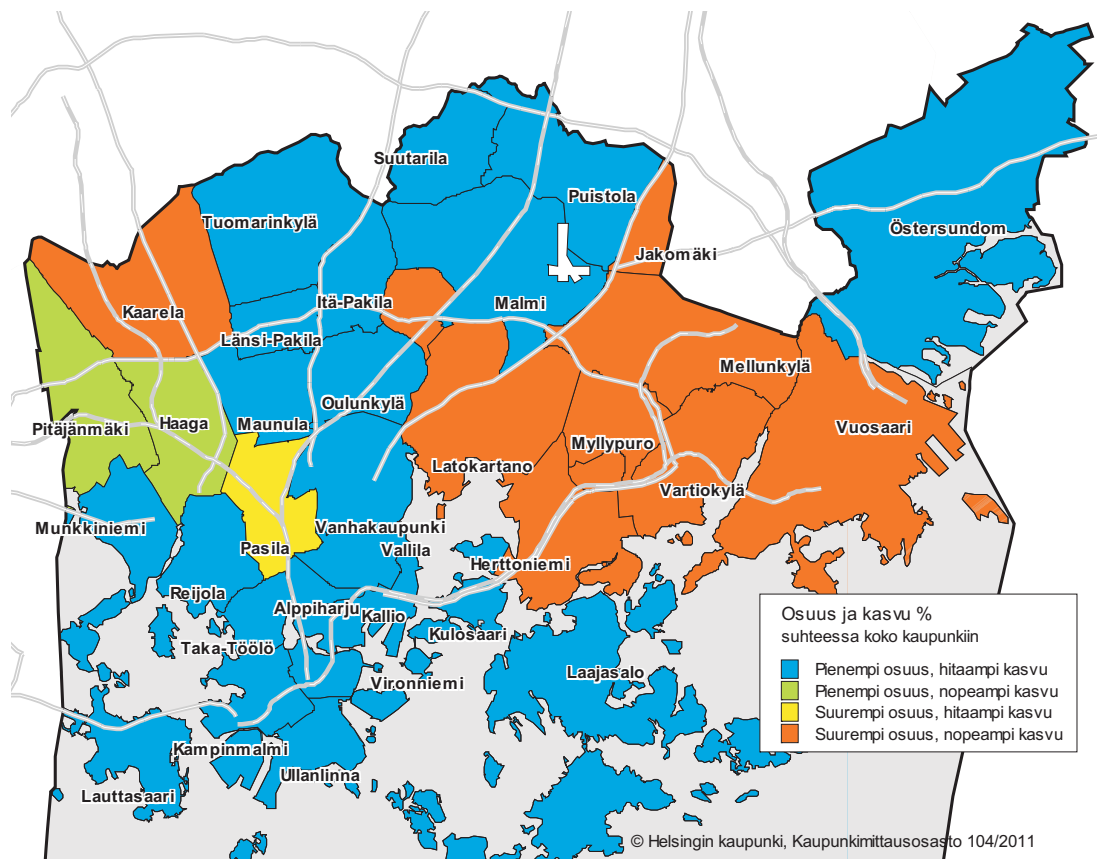 Suutarila
Puistola
Tuomarinkylä
Östersundom
Jakomäki
Kaarela
Itä-Pakila
Malmi
Länsi-Pakila
Mellunkylä
Oulunkylä
Haaga
Maunula
Pitäjänmäki
Vuosaari
Myllypuro
Latokartano
Vartiokylä
Munkkiniemi
Vanhakaupunki
Pasila
Vallila
Herttoniemi
Reijola
Alppiharju
Kallio
Kulosaari
Taka-Töölö
Laajasalo
Vironniemi
Kampinmalmi
Ullanlinna
Lauttasaari
Osuus ja kasvu %
suhteessa koko kaupunkiin
Pienempi osuus, hitaampi kasvu
Pienempi osuus, nopeampi kasvu
Suurempi osuus, hitaampi kasvu
Suurempi osuus, nopeampi kasvu
© Helsingin kaupunki, Kaupunkimittausosasto 104/2011